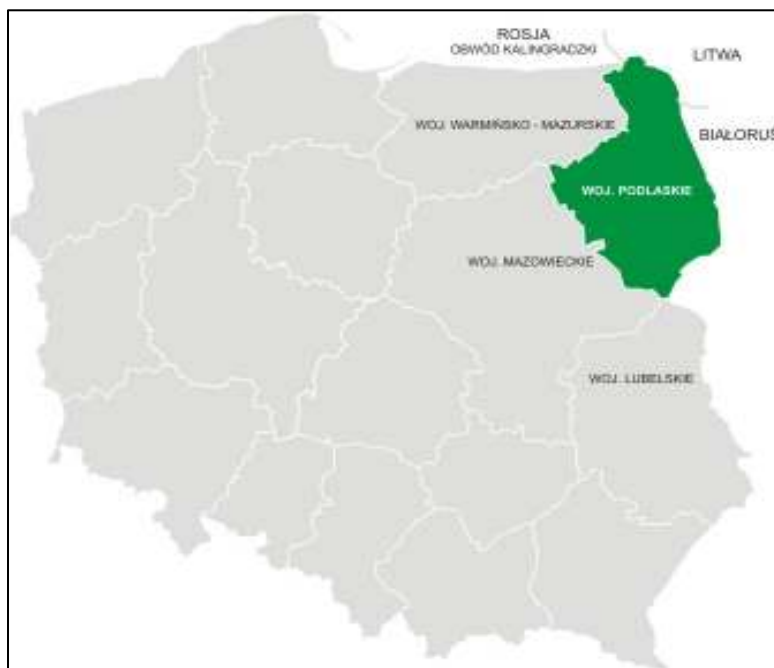 ROSJA
OBWÓD KALINGRADZKI
LITWA
WOJ. WARMIŃSKO - MAZURSKIE
BIAŁORUŚ
WOJ. PODLASKIE
WOJ. MAZOWIECKIE
WOJ. LUBELSKIE